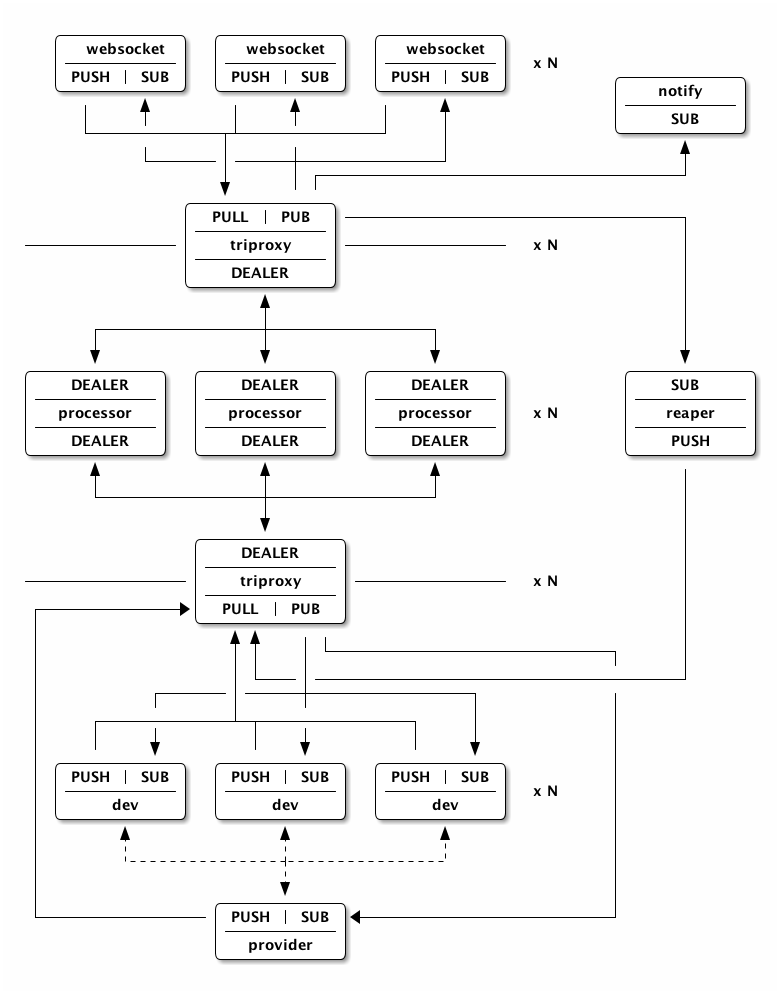 websocket websocket websocket
x N
PUSH | SUB PUSH | SUB PUSH | SUB
notify
SUB
PULL | PUB
triproxy x N
DEALER
DEALER DEALER DEALER SUB
processor processor processor x N reaper
DEALER DEALER DEALER PUSH
DEALER
triproxy x N
PULL | PUB
PUSH | SUB PUSH | SUB PUSH | SUB
x N
dev dev dev
PUSH | SUB
provider